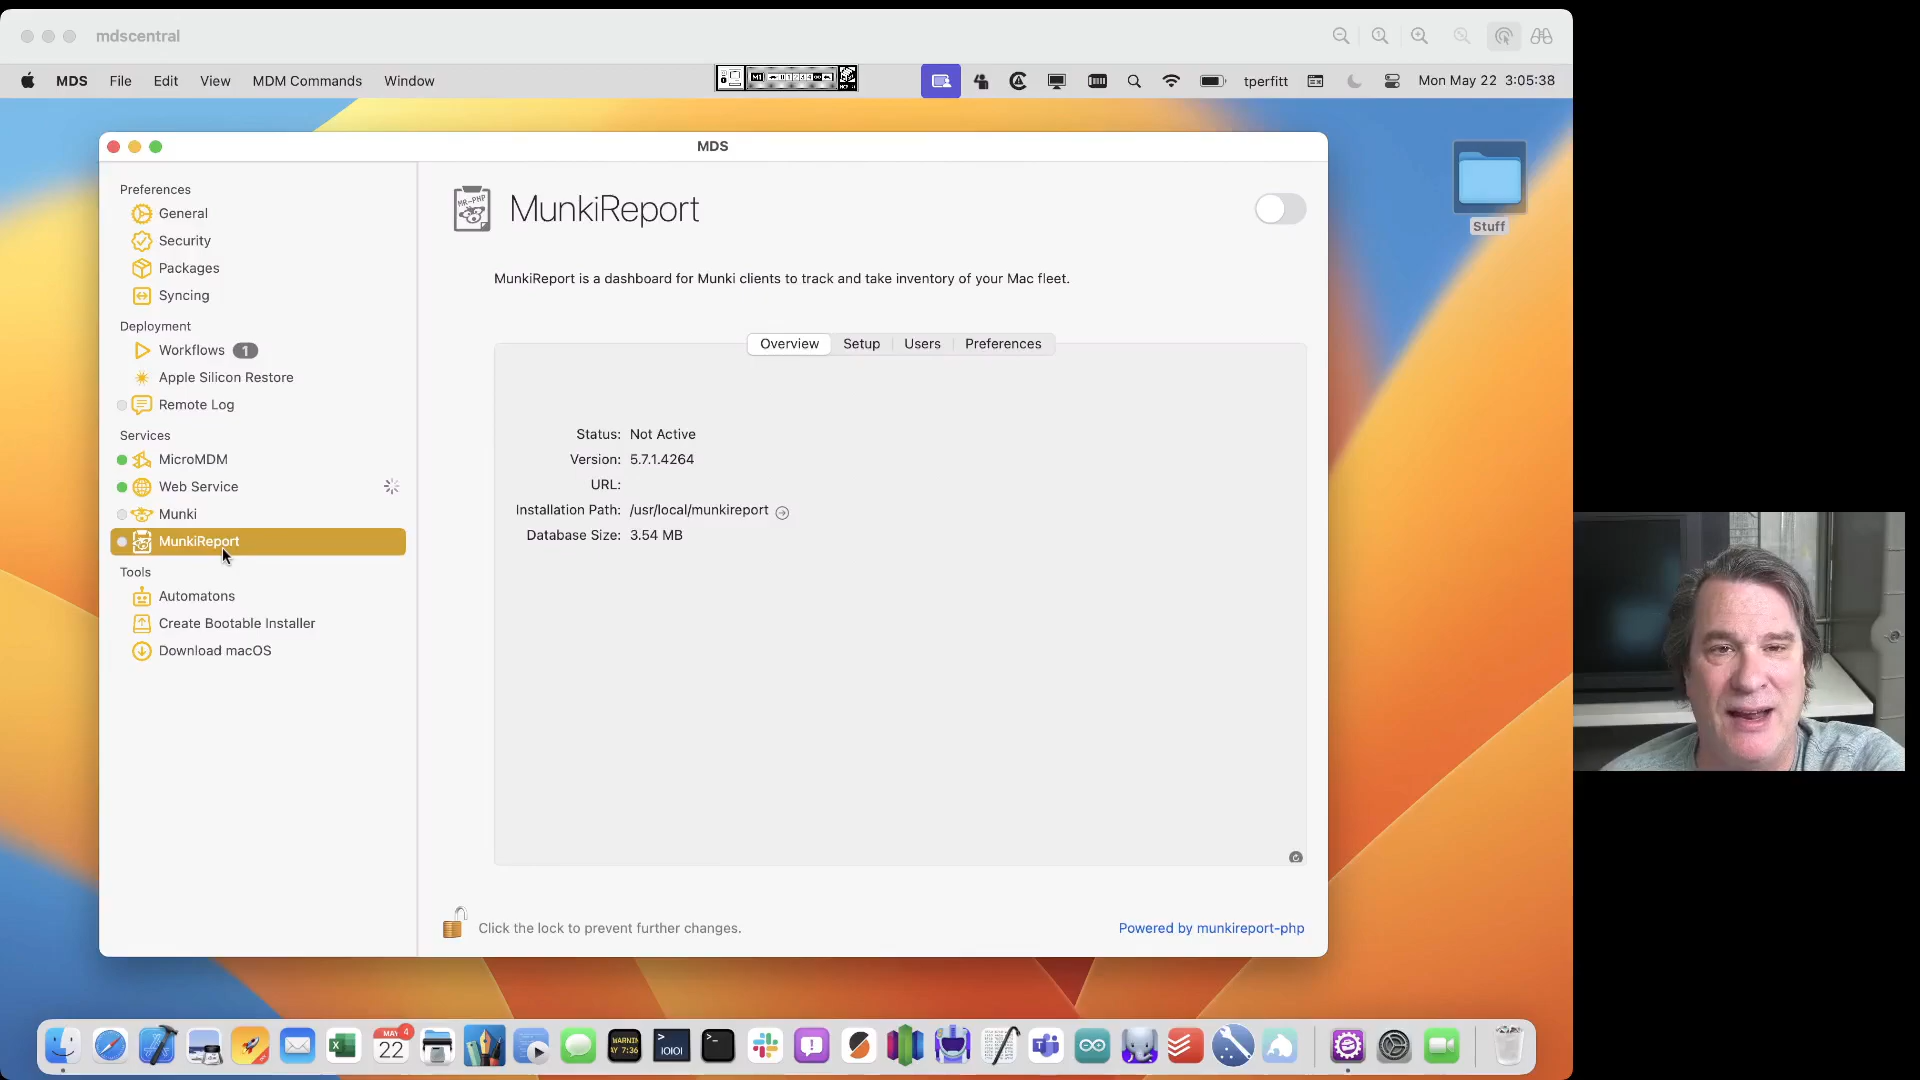 mdscentral
MDS File Edit View MDM Commands Window tperfitt Mon May 22 3:05:38
MDS
Stuff
Preferences
General
Security
Packages
Syncing
Deployment
Workflows 1
Apple Silicon Restore
Remote Log
Services
MicroMDM
Web Service
Munki
MunkiReport
Tools
Automatons
Create Bootable Installer
Download macOS
MR-PHP
MunkiReport
MunkiReport is a dashboard for Munki clients to track and take inventory of your Mac fleet.
Overview Setup Users Preferences
Status: Not Active
Version: 5.7.1.4264
URL:
Installation Path: /usr/local/munkireport
Database Size: 3.54 MB
Click the lock to prevent further changes.
Powered by munkireport-php
MAY
22
4